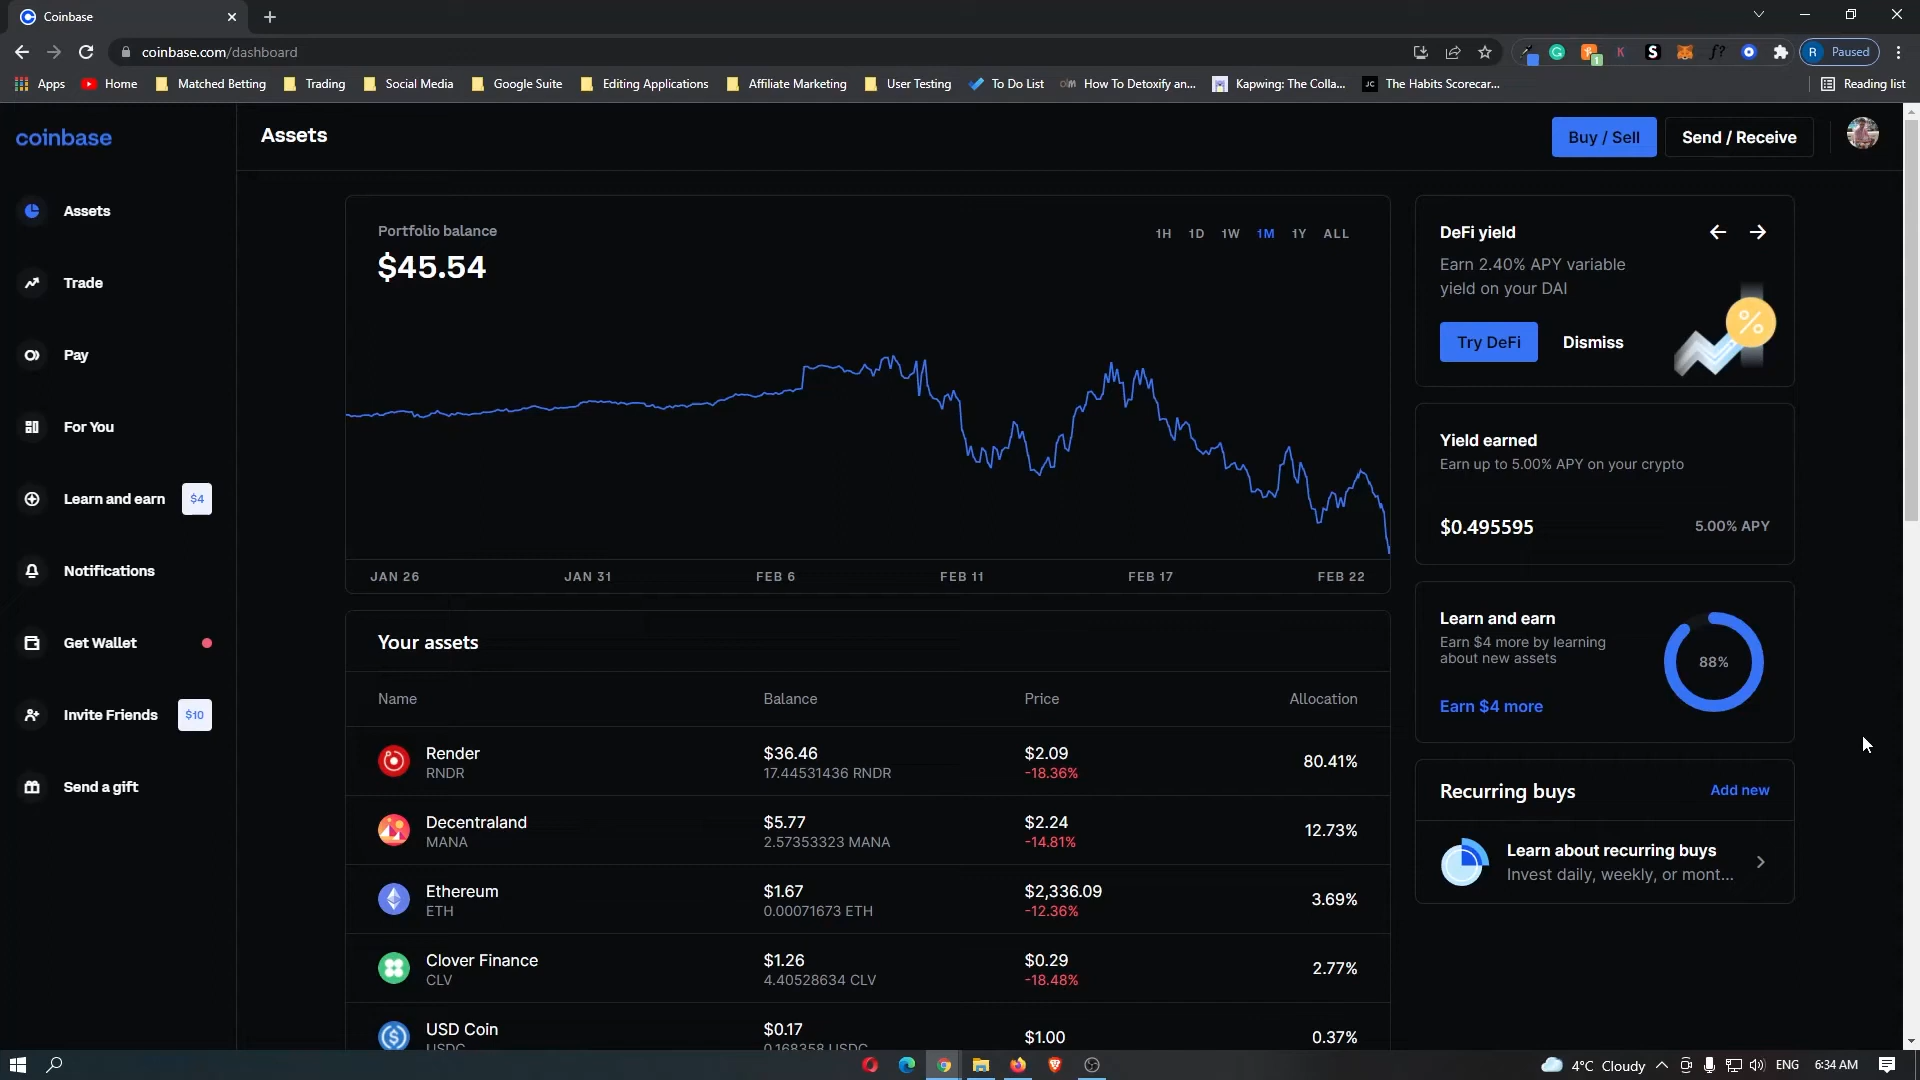 Coinbase
coinbase.com/dashboard
R Paused
Apps
Home
Matched Betting
Trading
Social Media
Google Suite
Editing Applications
Affiliate Marketing
User Testing
To Do List
How To Detoxify an...
Kapwing: The Colla...
JC
The Habits Scorecar...
Reading list
coinbase
Assets
Buy / Sell
Send / Receive
Assets
Trade
Pay
For You
Learn and earn
$4
Notifications
Get Wallet
Invite Friends
$10
Send a gift
Portfolio balance
$45.54
1H 1D 1W 1M 1Y ALL
JAN 26 JAN 31 FEB 6 FEB 11 FEB 17 FEB 22
Your assets
Name Balance Price Allocation
Render $36.46 $2.09 80.41%
RNDR 17.44531436 RNDR -18.36%
Decentraland $5.77 $2.24 12.73%
MANA 2.57353323 MANA -14.81%
Ethereum $1.67 $2,336.09 3.69%
ETH 0.00071673 ETH -12.36%
Clover Finance $1.26 $0.29 2.77%
CLV 4.40528634 CLV -18.48%
USD Coin $0.17 $1.00 0.37%
USDC 0.168358 USDC
DeFi yield
Earn 2.40% APY variable
yield on your DAI
Try DeFi
Dismiss
%
Yield earned
Earn up to 5.00% APY on your crypto
$0.495595
5.00% APY
Learn and earn
Earn $4 more by learning
about new assets
Earn $4 more
88%
Recurring buys
Add new
Learn about recurring buys
Invest daily, weekly, or mont...
4°C Cloudy
ENG
6:34 AM